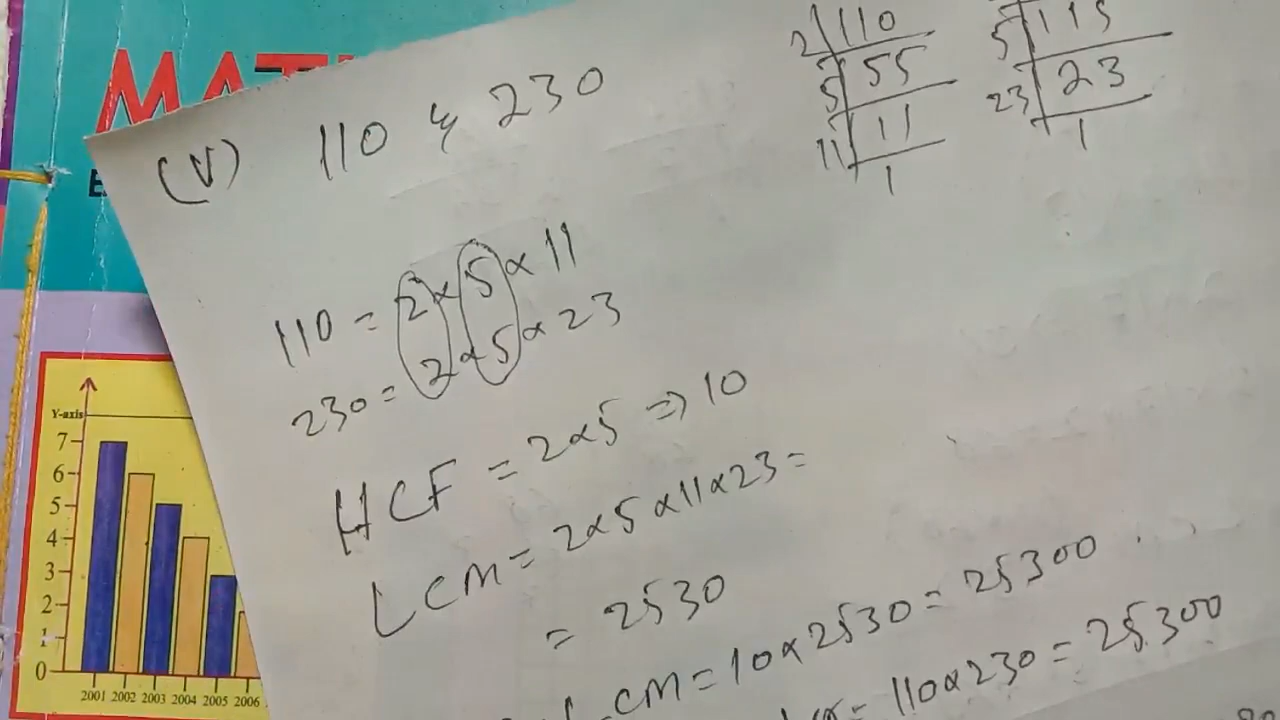 MAT
E
(V) 110 & 230
2 110
5 55
11 11
1
5 115
23 23
1
110 = 2 × 5 × 11
230 = 2 × 5 × 23
HCF = 2×5 ⇒ 10
LCM = 2×5×11×23 =
= 2530
LCM = 10×2530 = 25300
= 110×230 = 25300
Y-axis
7
6
5
4
3
2
1
0
2001 2002 2003 2004 2005 2006